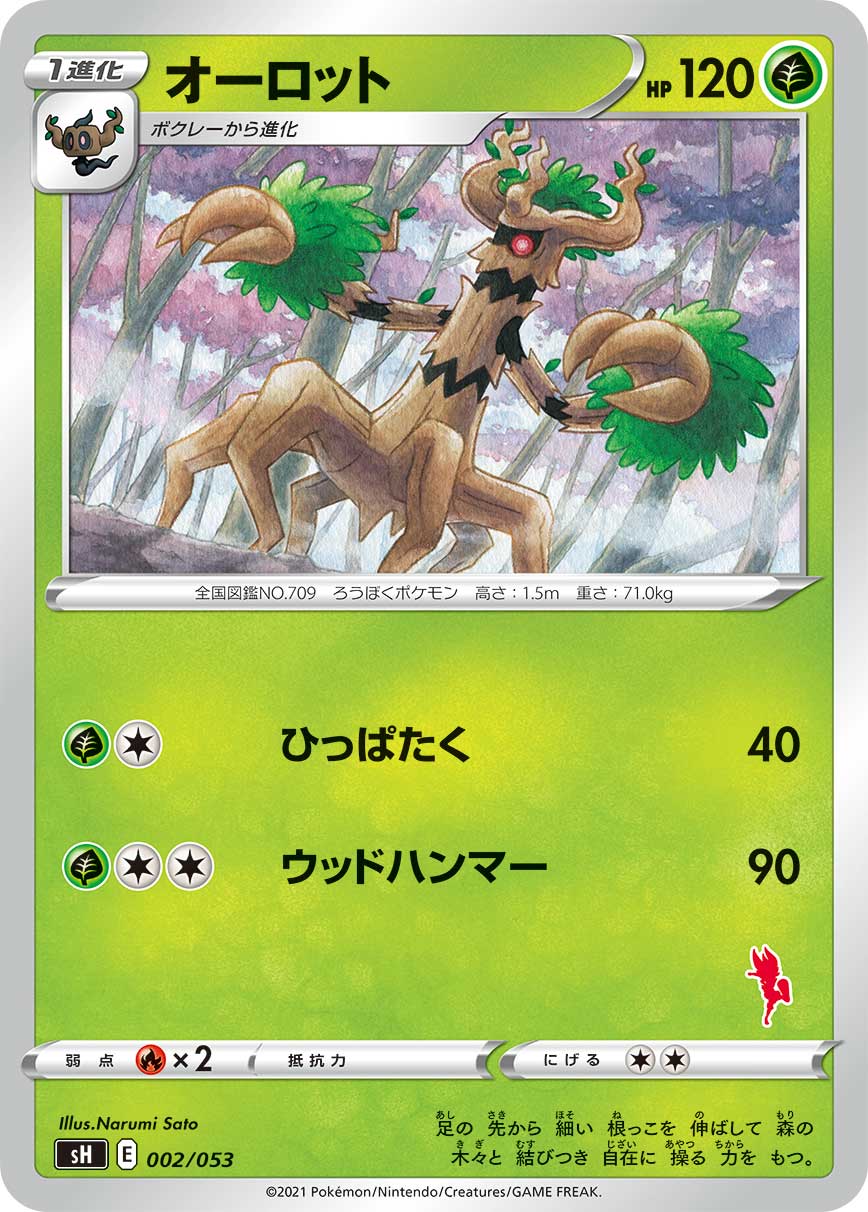 1進化
オーロット
HP 120
ボクレーから進化
全国図鑑NO.709 ろうぼくポケモン 高さ：1.5m 重さ：71.0kg
ひっぱたく 40
ウッドハンマー 90
弱点 ×2 抵抗力 にげる
Illus.Narumi Sato
足の 先から 細い 根っこを 伸ばして 森の
木々と 結びつき 自在に 操る 力を もつ。
sH E 002/053
©2021 Pokémon/Nintendo/Creatures/GAME FREAK.